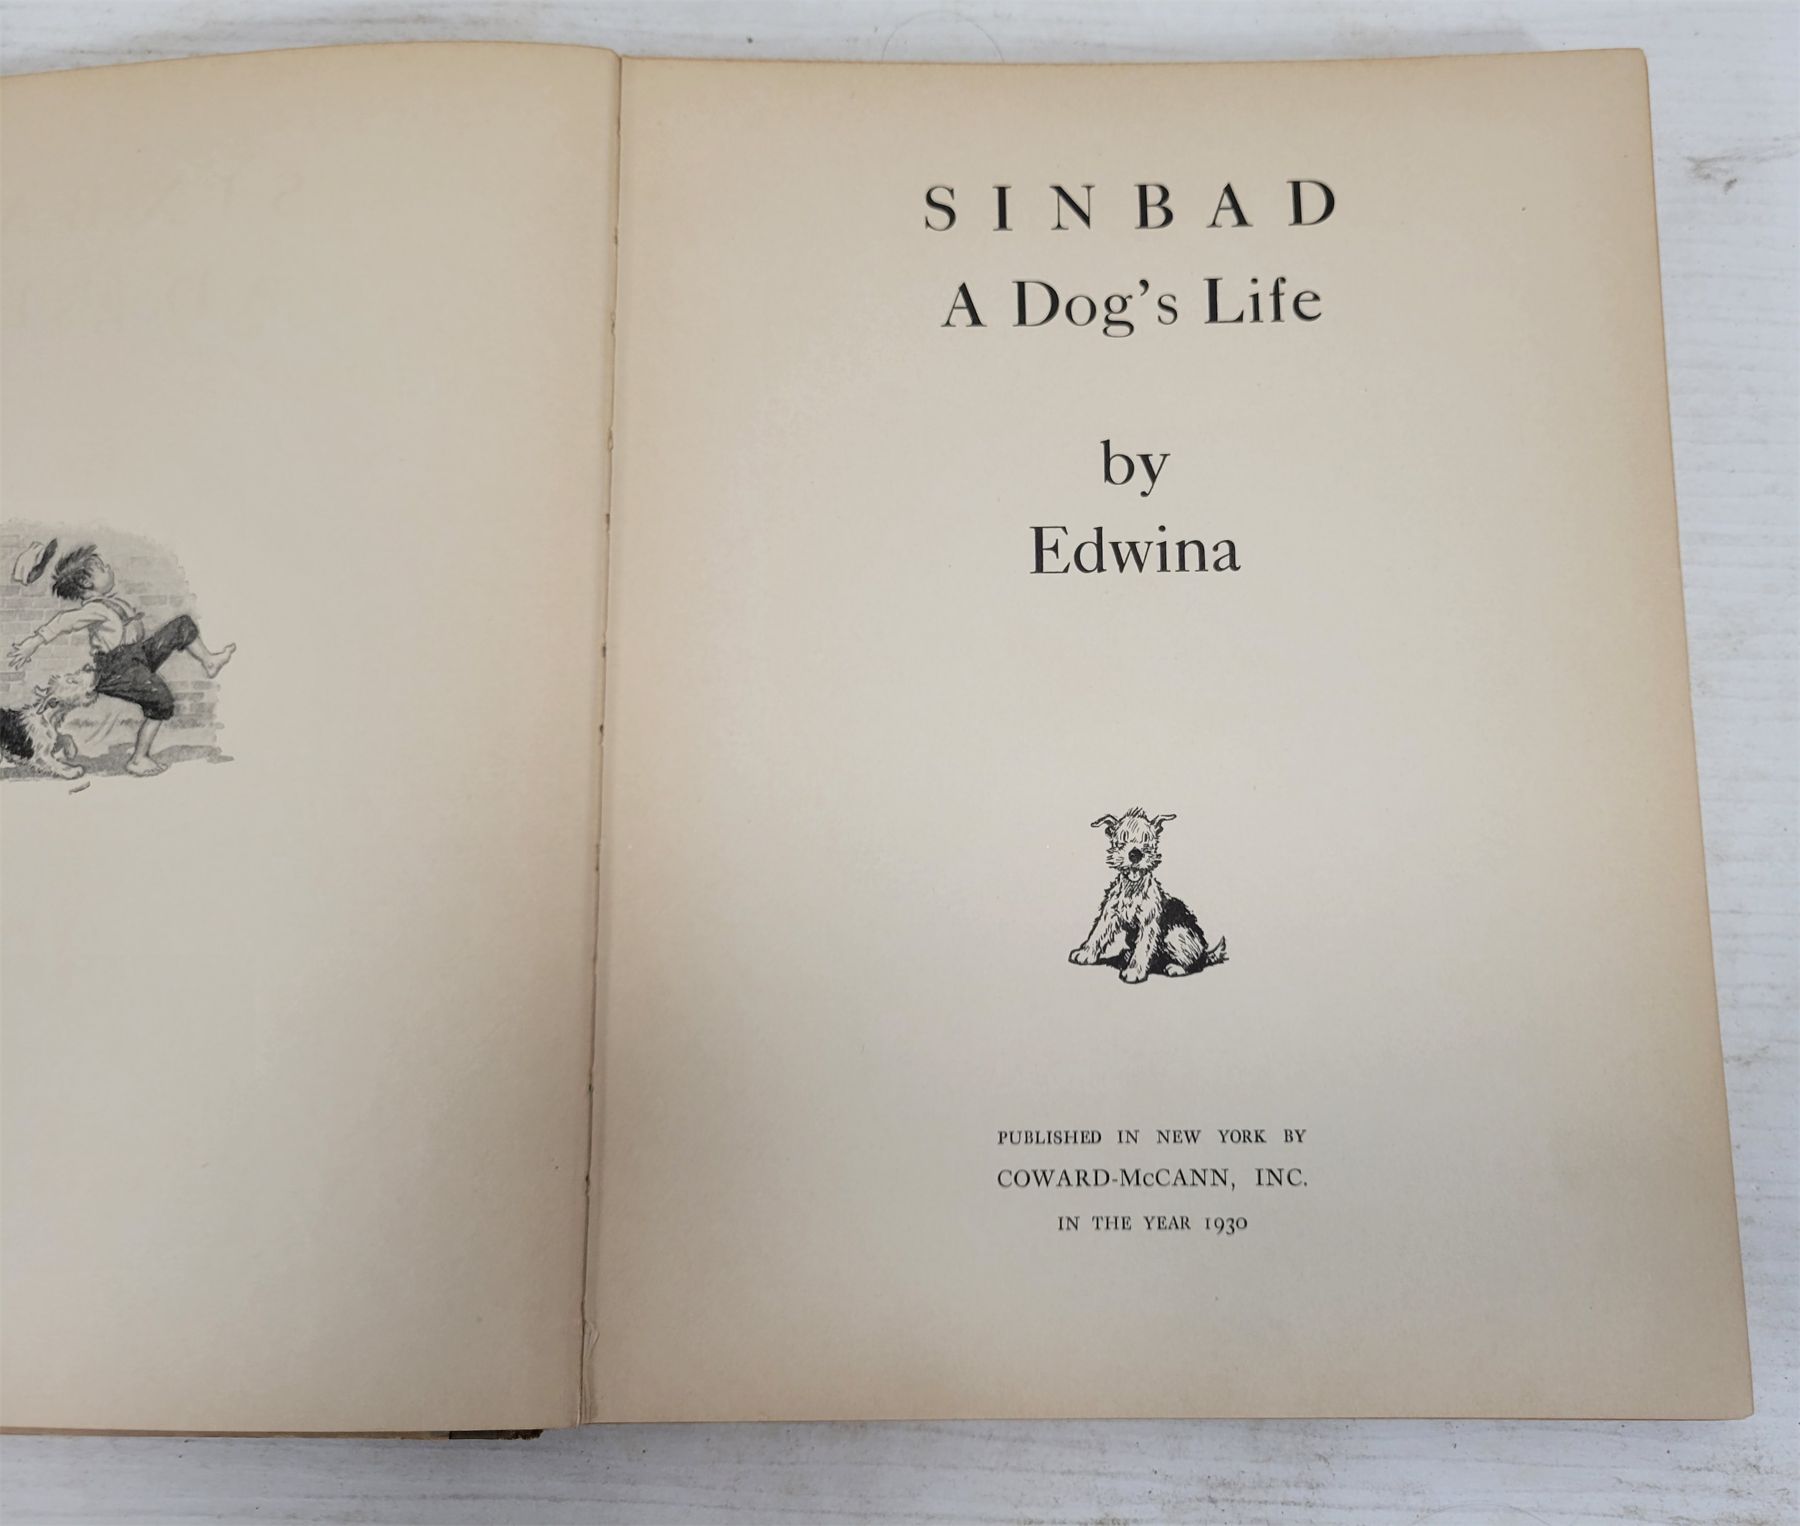 SINBAD
A Dog's Life
by
Edwina
PUBLISHED IN NEW YORK BY
COWARD-McCANN, INC.
IN THE YEAR 1930